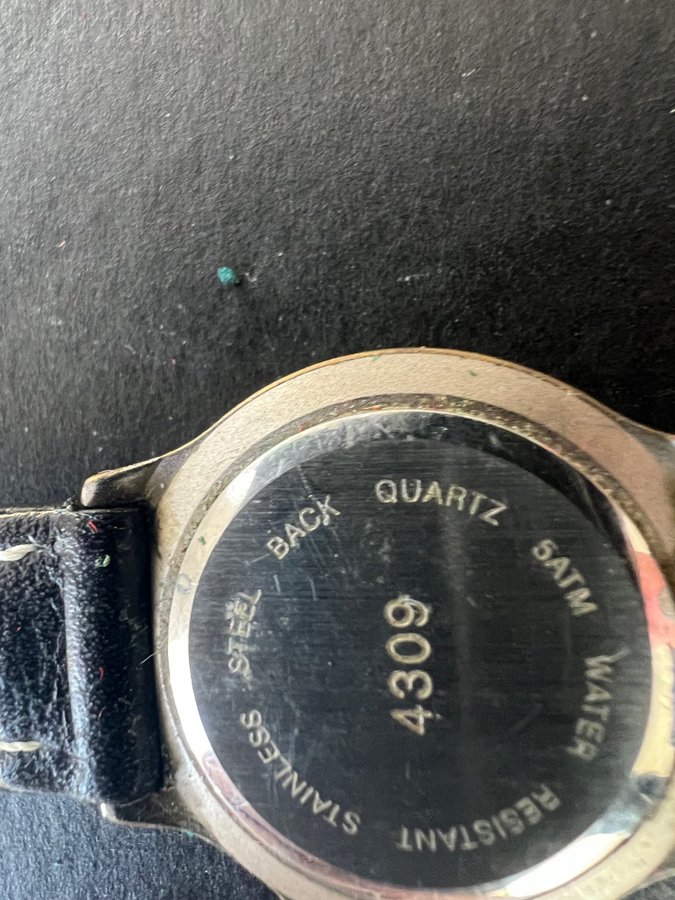 STAINLESS STEEL BACK QUARTZ 5ATM WATER RESISTANT
4309